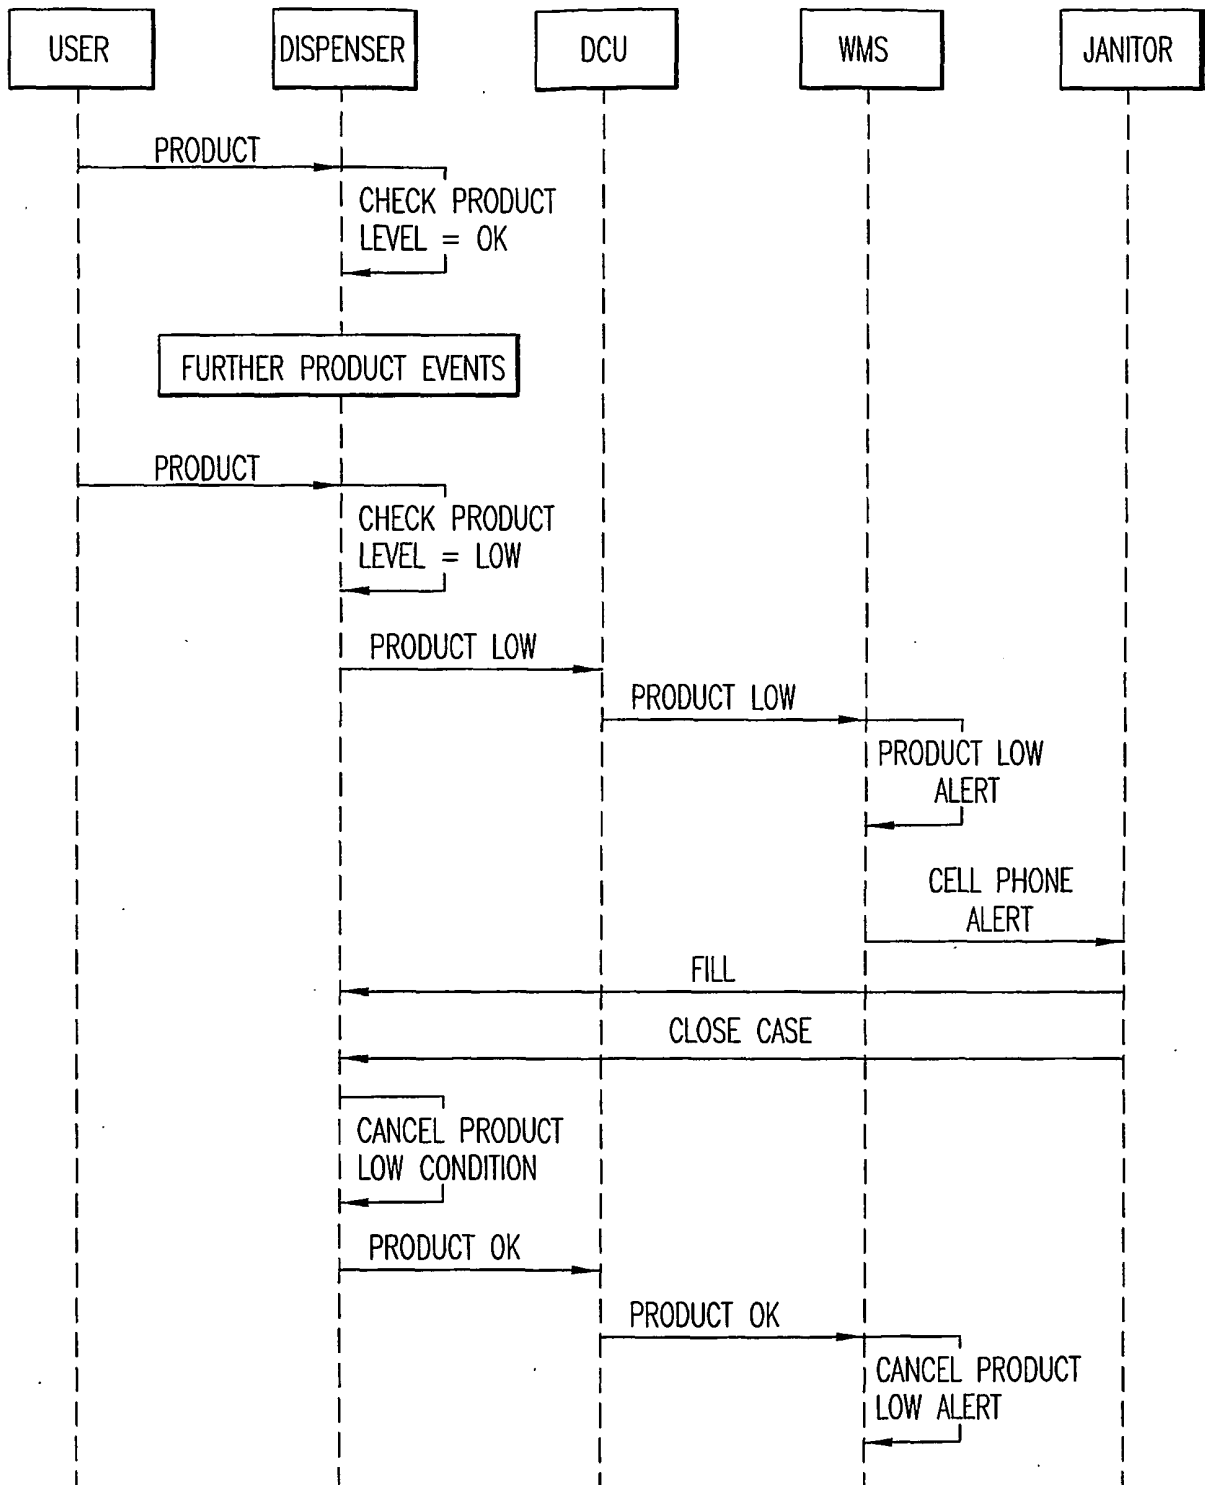 USER
DISPENSER
DCU
WMS
JANITOR
PRODUCT
CHECK PRODUCT
LEVEL = OK
FURTHER PRODUCT EVENTS
PRODUCT
CHECK PRODUCT
LEVEL = LOW
PRODUCT LOW
PRODUCT LOW
PRODUCT LOW
ALERT
CELL PHONE
ALERT
FILL
CLOSE CASE
CANCEL PRODUCT
LOW CONDITION
PRODUCT OK
PRODUCT OK
CANCEL PRODUCT
LOW ALERT